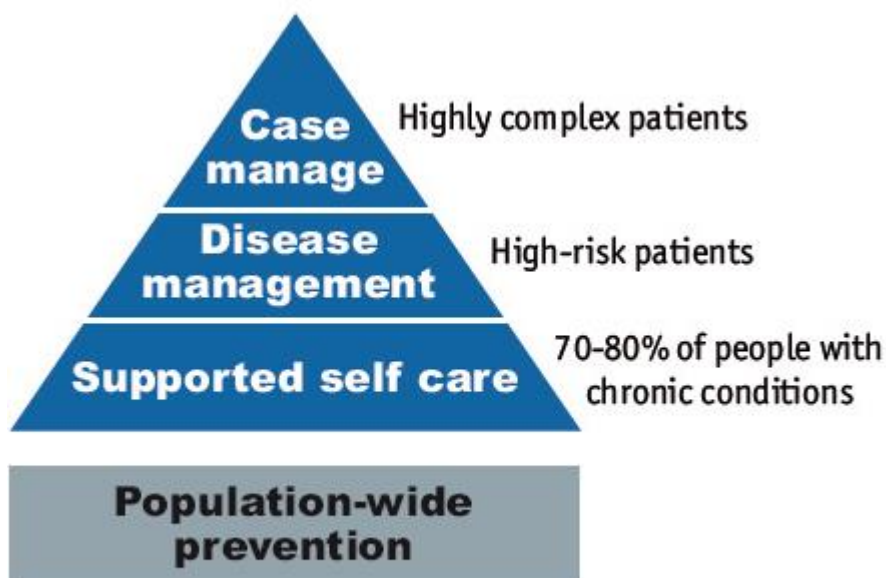 Case
manage
Highly complex patients
Disease
management
High-risk patients
Supported self care
70-80% of people with
chronic conditions
Population-wide
prevention